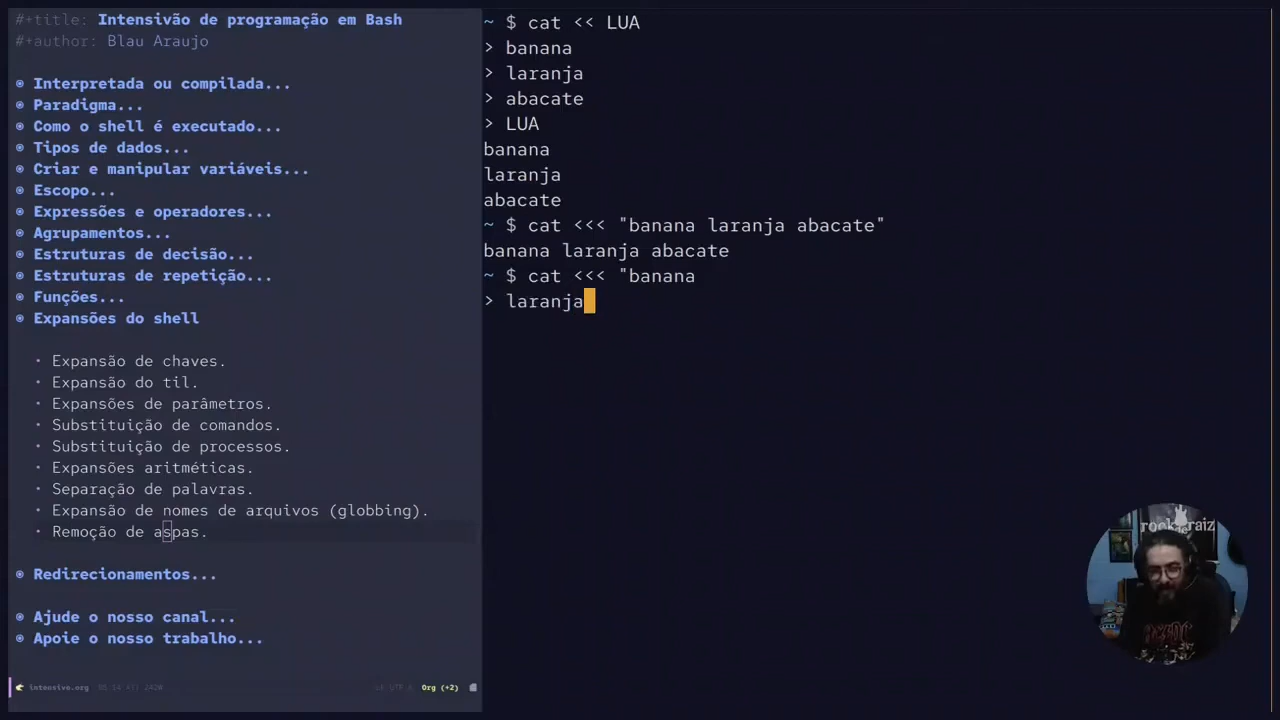 #+title: Intensivão de programação em Bash
#+author: Blau Araujo
Interpretada ou compilada...
Paradigma...
Como o shell é executado...
Tipos de dados...
Criar e manipular variáveis...
Escopo...
Expressões e operadores...
Agrupamentos...
Estruturas de decisão...
Estruturas de repetição...
Funções...
Expansões do shell
• Expansão de chaves.
• Expansão do til.
• Expansões de parâmetros.
• Substituição de comandos.
• Substituição de processos.
• Expansões aritméticas.
• Separação de palavras.
• Expansão de nomes de arquivos (globbing).
• Remoção de aspas.
Redirecionamentos...
Ajude o nosso canal...
Apoie o nosso trabalho...
intensivo.org
Org (+2)
~ $ cat << LUA
> banana
> laranja
> abacate
> LUA
banana
laranja
abacate
~ $ cat <<< "banana laranja abacate"
banana laranja abacate
~ $ cat <<< "banana
> laranja